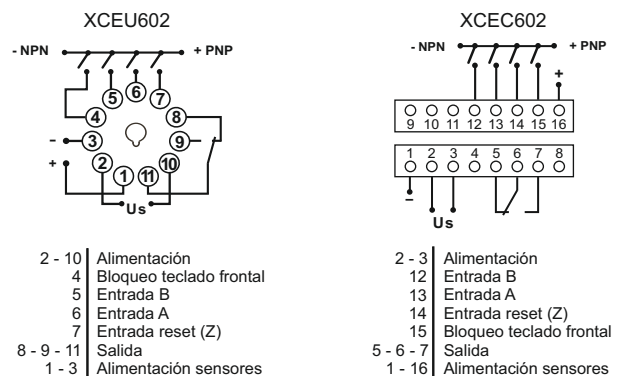 XCEU602
- NPN + PNP
5 6 7
4 8
- 3 9
+ 2 10
1 11
Us
2 - 10 Alimentación
4 Bloqueo teclado frontal
5 Entrada B
6 Entrada A
7 Entrada reset (Z)
8 - 9 - 11 Salida
1 - 3 Alimentación sensores
XCEC602
- NPN + PNP
+
9 10 11 12 13 14 15 16
1 2 3 4 5 6 7 8
-
Us
2 - 3 Alimentación
12 Entrada B
13 Entrada A
14 Entrada reset (Z)
15 Bloqueo teclado frontal
5 - 6 - 7 Salida
1 - 16 Alimentación sensores